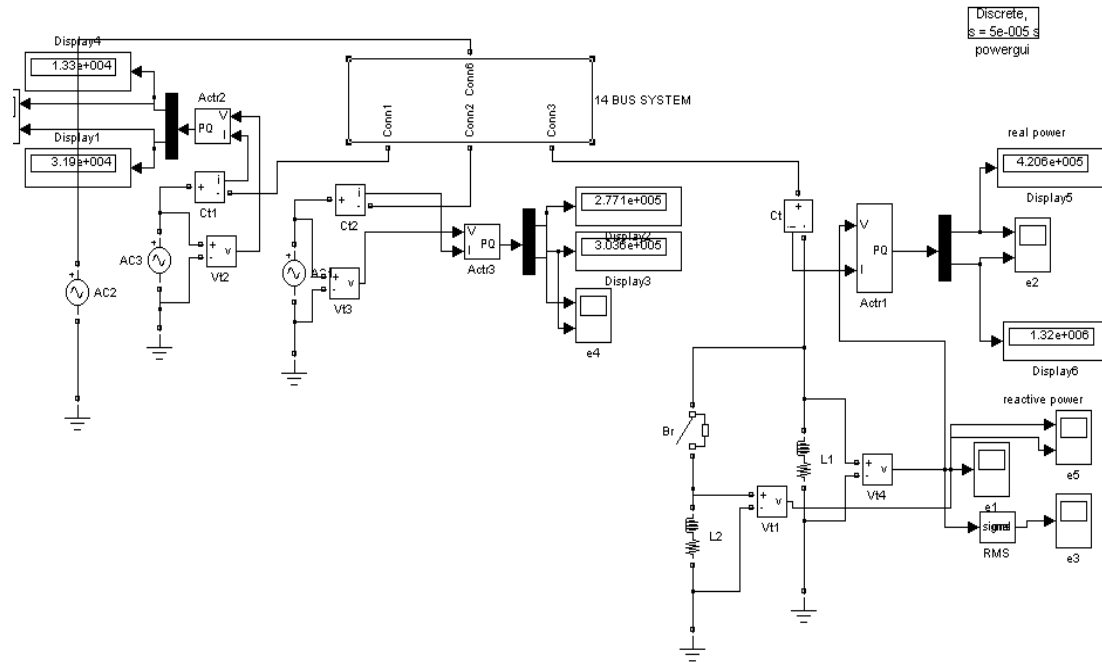 Discrete,
s = 5e-005 s
powergui
Display4
1.33e+004
Actr2
V
I
PQ
Display1
3.19e+004
Conn6
Conn1
Conn2
Conn3
14 BUS SYSTEM
real power
4.206e+005
Display5
+
-
i
Ct1
+
-
i
Ct2
2.771e+005
Display2
3.036e+005
Display3
V
I
PQ
Actr3
+
Ct
V
I
PQ
Actr1
e2
AC3
+
+
-
v
Vt2
AC2
+
+
+
-
v
Vt3
e4
1.32e+006
Display6
reactive power
Br
L1
+
-
v
Vt4
e5
e1
L2
+
-
v
Vt1
RMS
e3